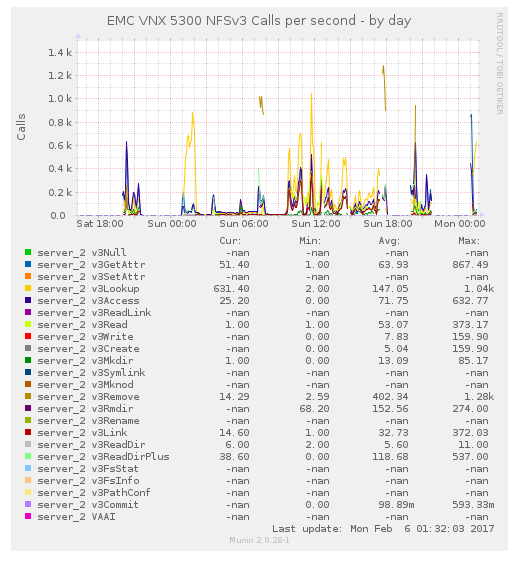 EMC VNX 5300 NFSv3 Calls per second - by day
RRDTOOL / TOBI OETIKER
Calls
1.4 k
1.2 k
1.0 k
0.8 k
0.6 k
0.4 k
0.2 k
0.0
Sat 18:00 Sun 00:00 Sun 06:00 Sun 12:00 Sun 18:00 Mon 00:00
Cur: Min: Avg: Max:
server_2 v3Null -nan -nan -nan -nan
server_2 v3GetAttr 51.40 1.00 63.93 867.49
server_2 v3SetAttr -nan -nan -nan -nan
server_2 v3Lookup 631.40 2.00 147.05 1.04k
server_2 v3Access 25.20 0.00 71.75 632.77
server_2 v3ReadLink -nan -nan -nan -nan
server_2 v3Read 1.00 1.00 53.07 373.17
server_2 v3Write -nan 0.00 7.83 159.90
server_2 v3Create -nan 0.00 5.04 159.90
server_2 v3Mkdir 1.00 0.00 13.09 85.17
server_2 v3Symlink -nan -nan -nan -nan
server_2 v3Mknod -nan -nan -nan -nan
server_2 v3Remove 14.29 2.59 402.34 1.28k
server_2 v3Rmdir -nan 68.20 152.56 274.00
server_2 v3Rename -nan -nan -nan -nan
server_2 v3Link 14.60 1.00 32.73 372.03
server_2 v3ReadDir 6.00 2.00 5.60 11.00
server_2 v3ReadDirPlus 38.60 0.00 118.68 537.00
server_2 v3FsStat -nan -nan -nan -nan
server_2 v3FsInfo -nan -nan -nan -nan
server_2 v3PathConf -nan -nan -nan -nan
server_2 v3Commit -nan 0.00 98.89m 593.33m
server_2 VAAI -nan -nan -nan -nan
Last update: Mon Feb 6 01:32:03 2017
Munin 2.0.28-1